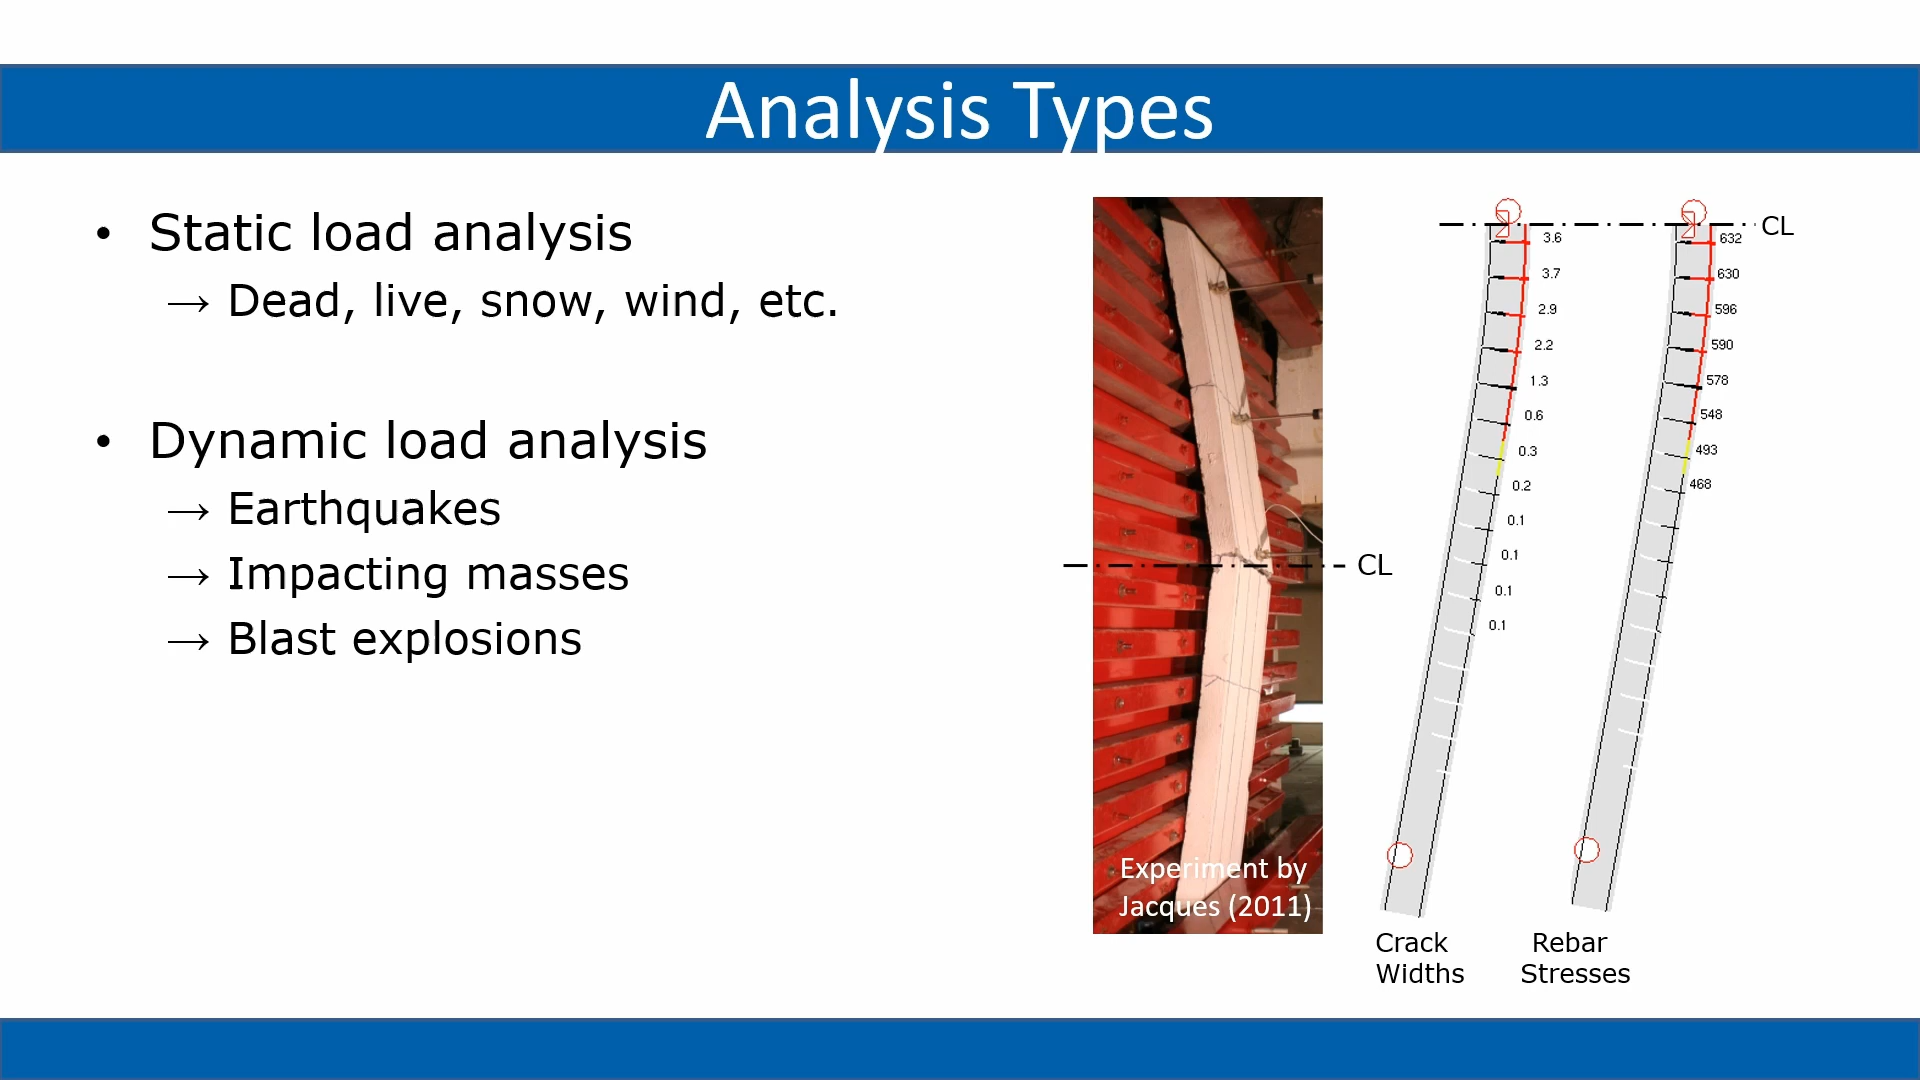 Analysis Types
• Static load analysis
→ Dead, live, snow, wind, etc.
• Dynamic load analysis
→ Earthquakes
→ Impacting masses
→ Blast explosions
CL
Experiment by
Jacques (2011)
CL
3.6
3.7
2.9
2.2
1.3
0.6
0.3
0.2
0.1
0.1
0.1
0.1
Crack
Widths
632
630
596
590
578
548
493
468
Rebar
Stresses